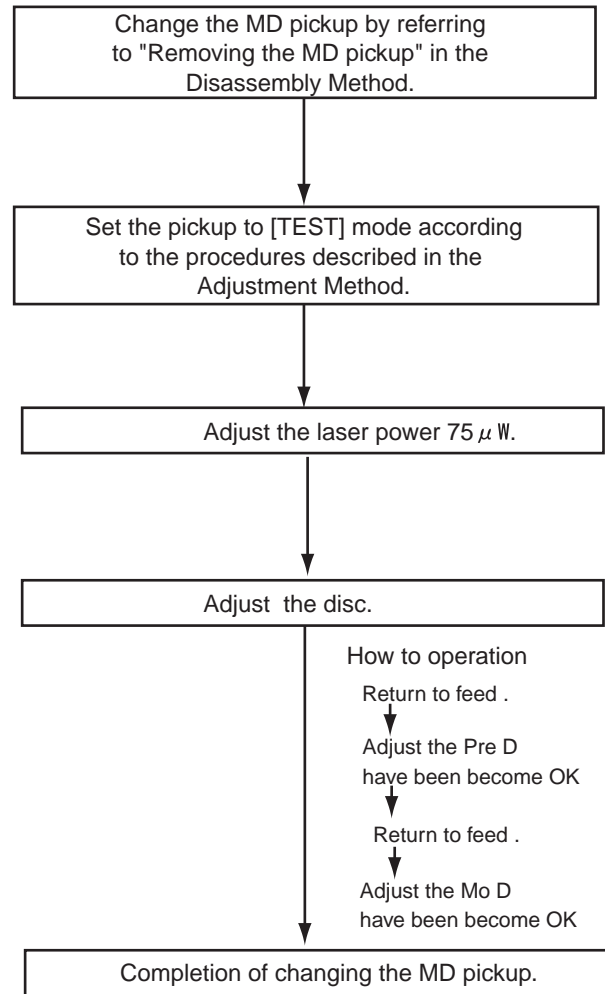 Change the MD pickup by referring
to "Removing the MD pickup" in the
Disassembly Method.
Set the pickup to [TEST] mode according
to the procedures described in the
Adjustment Method.
Adjust the laser power 75 μ W.
Adjust the disc.
How to operation
Return to feed .
Adjust the Pre D
have been become OK
Return to feed .
Adjust the Mo D
have been become OK
Completion of changing the MD pickup.